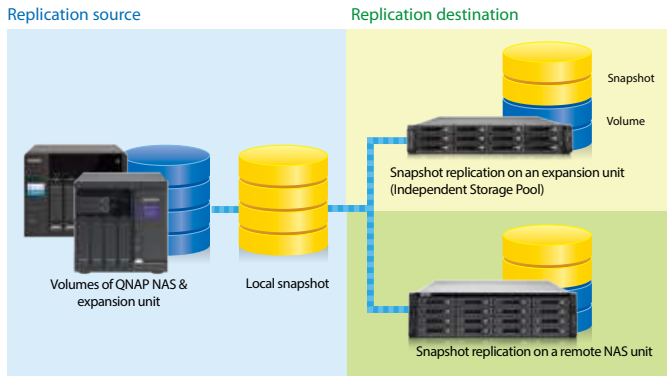 Replication source
Replication destination
Snapshot
Volume
Snapshot replication on an expansion unit
(Independent Storage Pool)
Volumes of QNAP NAS &
expansion unit
Local snapshot
Snapshot replication on a remote NAS unit